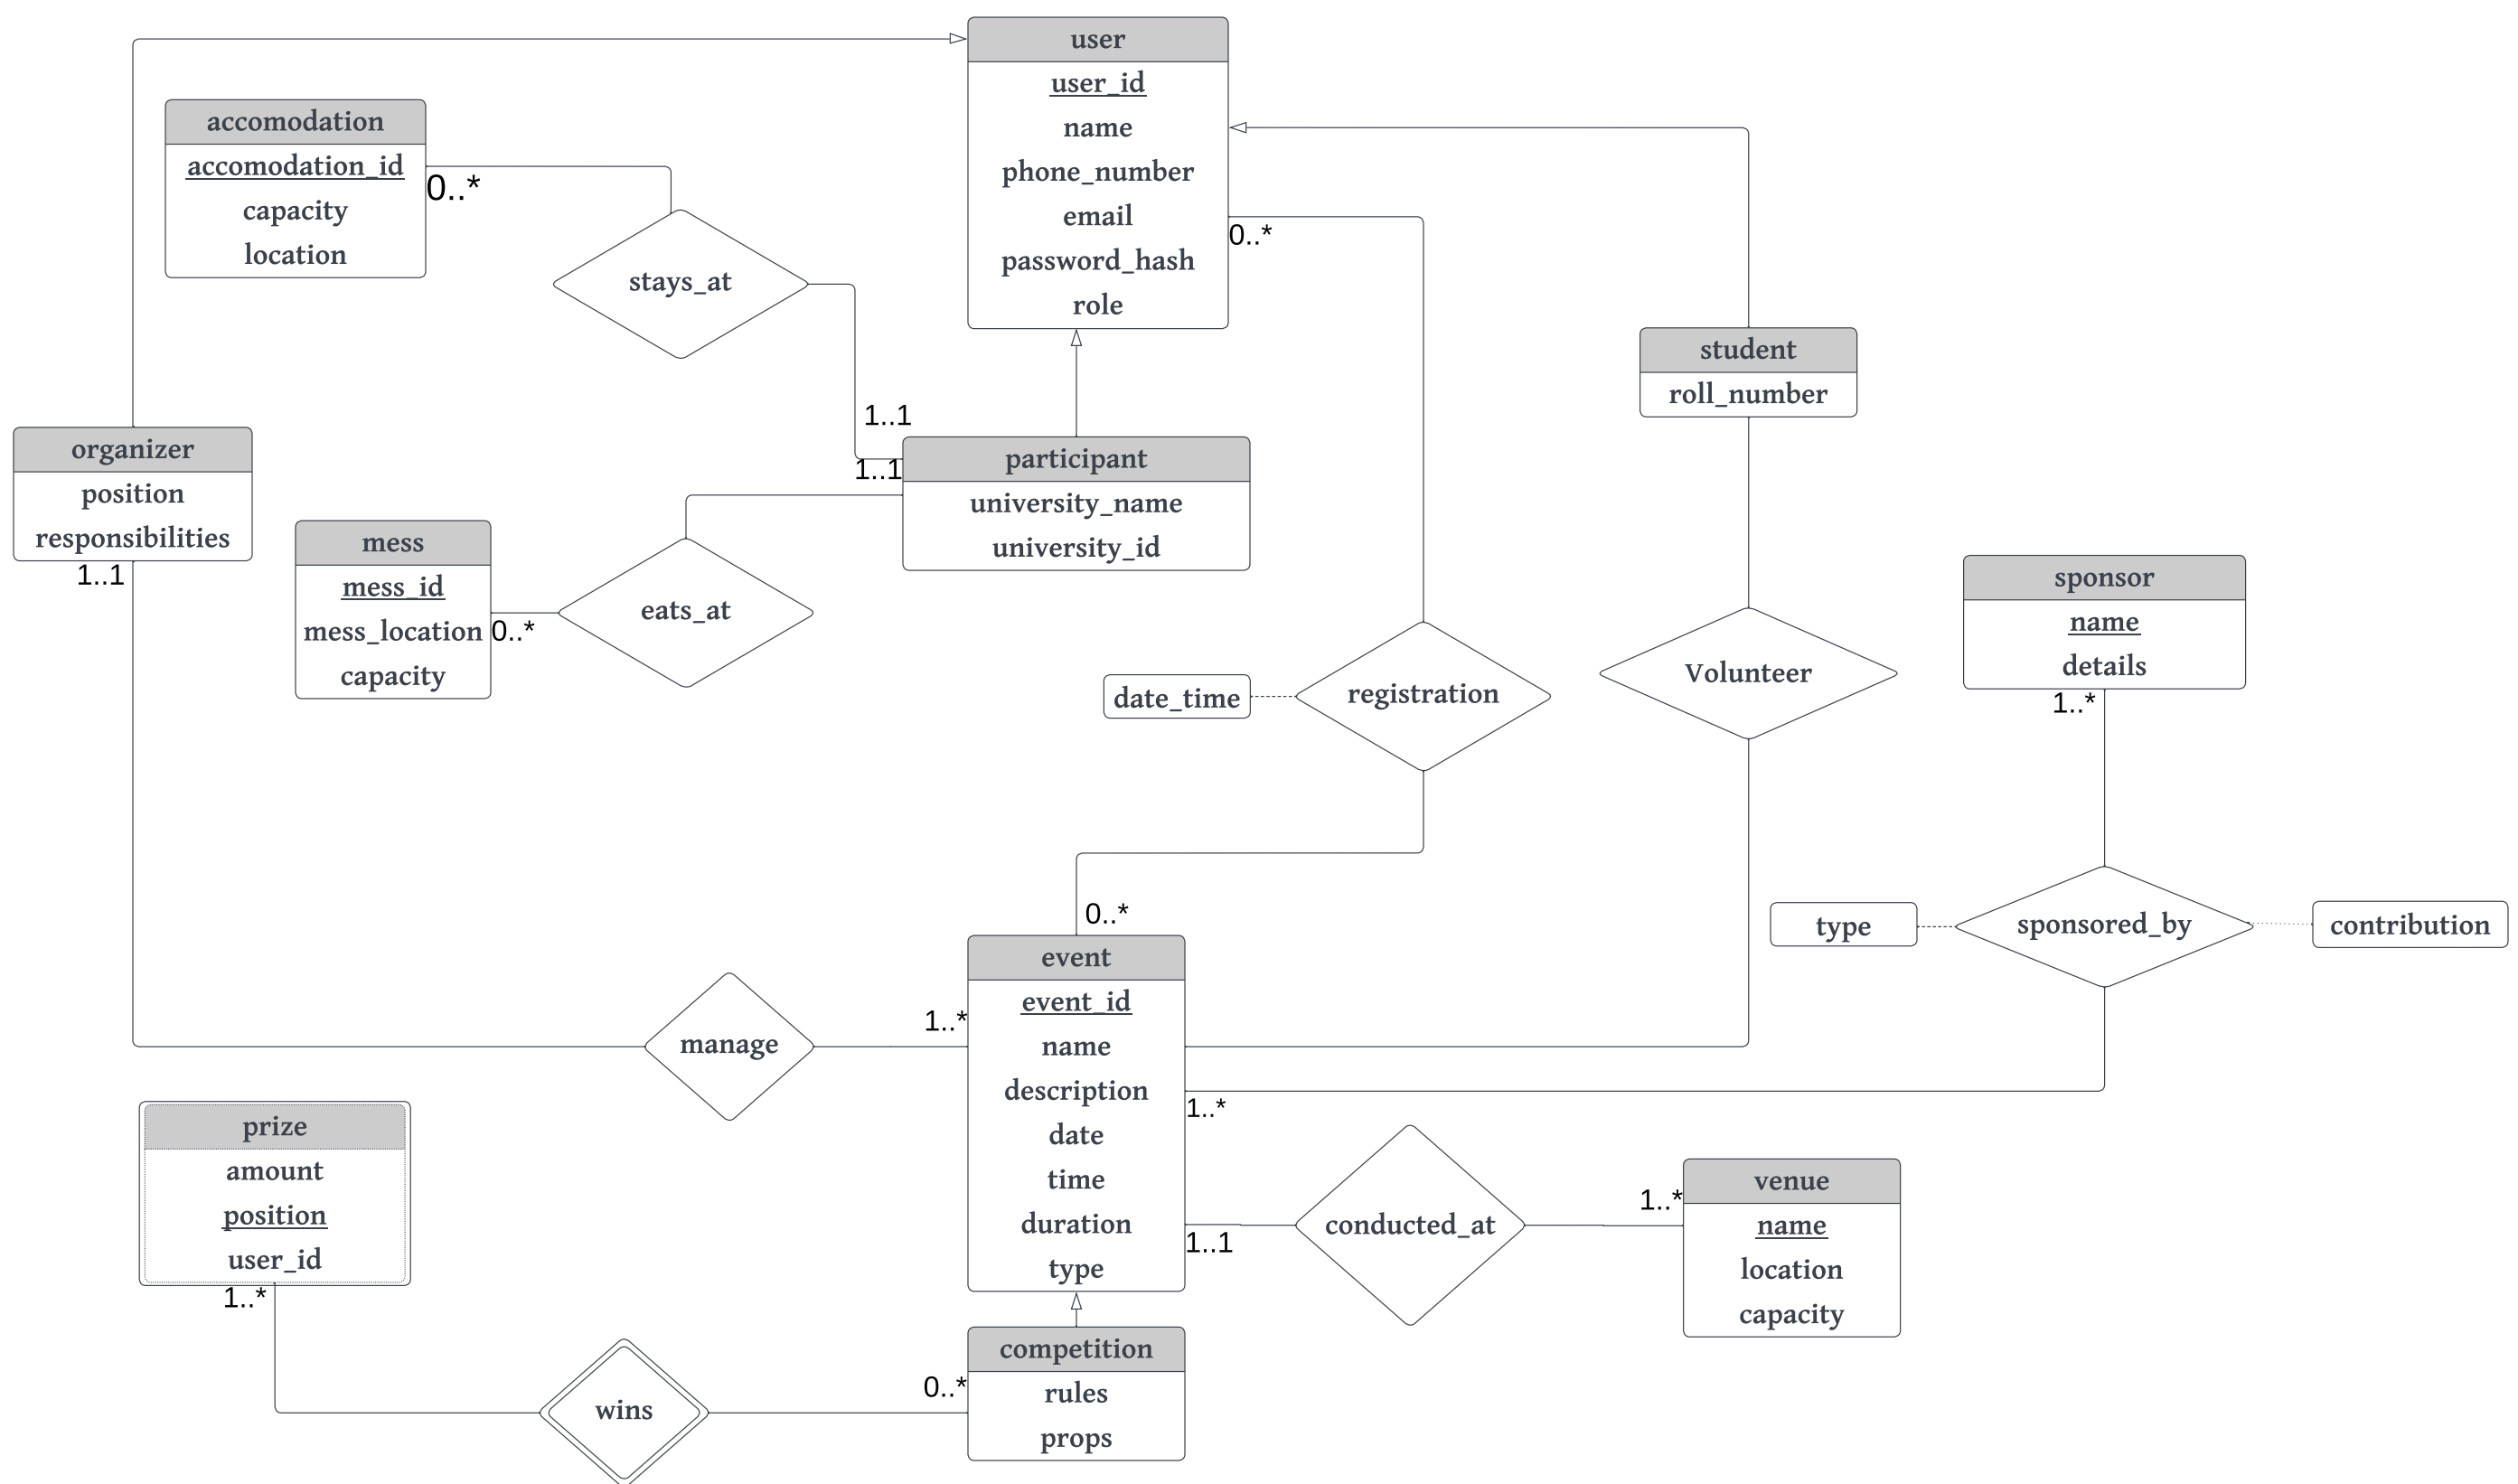 user
user_id
name
phone_number
email
password_hash
role
0..*
accomodation
accomodation_id
capacity
location
0..*
stays_at
1..1
1..1
student
roll_number
organizer
position
responsibilities
1..1
participant
university_name
university_id
mess
mess_id
mess_location
capacity
0..*
eats_at
date_time
registration
Volunteer
sponsor
name
details
1..*
type
sponsored_by
contribution
0..*
event
event_id
name
description
date
time
duration
type
manage
1..*
1..*
1..1
conducted_at
1..*
venue
name
location
capacity
prize
amount
position
user_id
1..*
wins
0..*
competition
rules
props